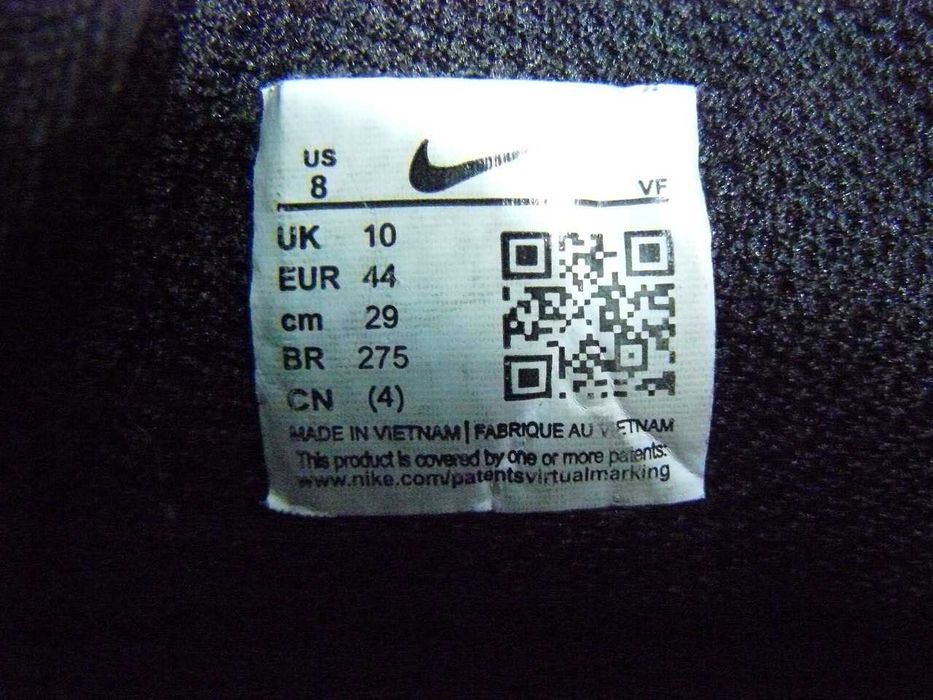 US
8
VF
UK 10
EUR 44
cm 29
BR 275
CN (4)
MADE IN VIETNAM | FABRIQUE AU VIETNAM
This product is covered by one or more patents:
www.nike.com/patentsvirtualmarking